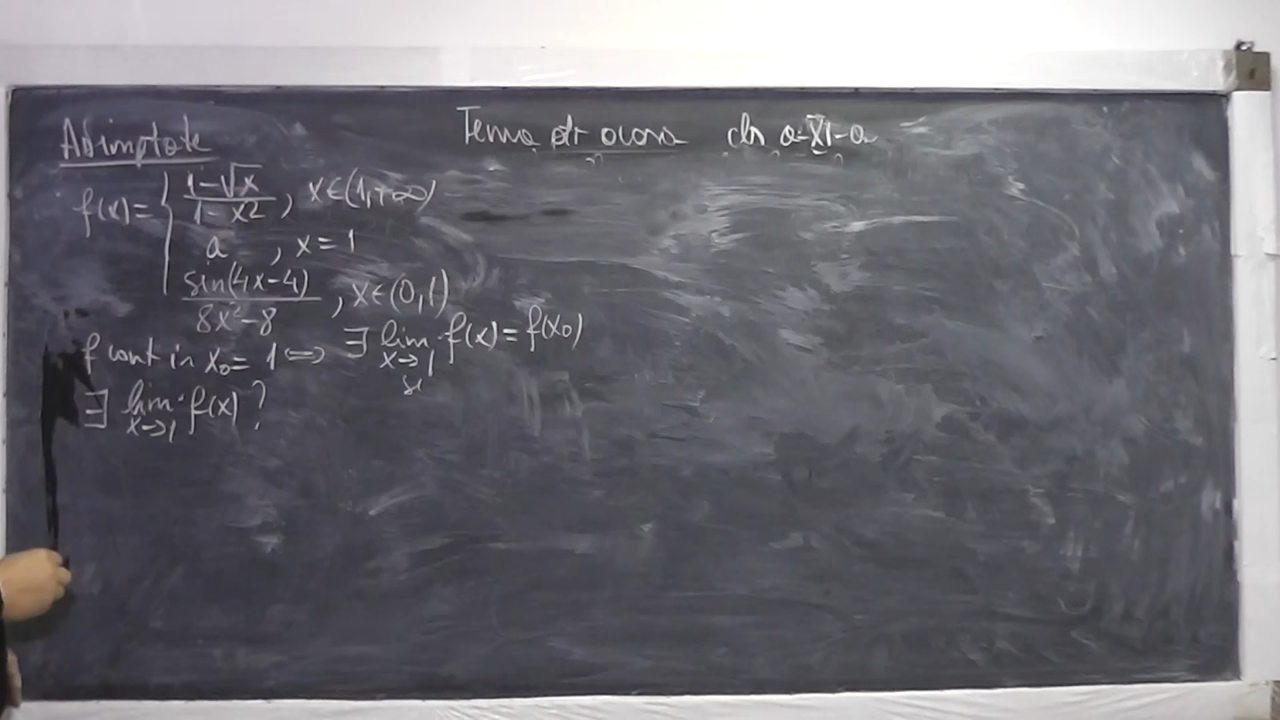 Asimptote
Tema de acasa cls a-XI-a
f(x)= { 1-√x / 1-x2 , x∈(1,+∞)
a , x=1
sin(4x-4) / 8x²-8 , x∈(0,1)
f cont in x₀=1 ⇔ ∃ lim x→1 f(x)=f(x₀)
∃ lim x→1 f(x)?